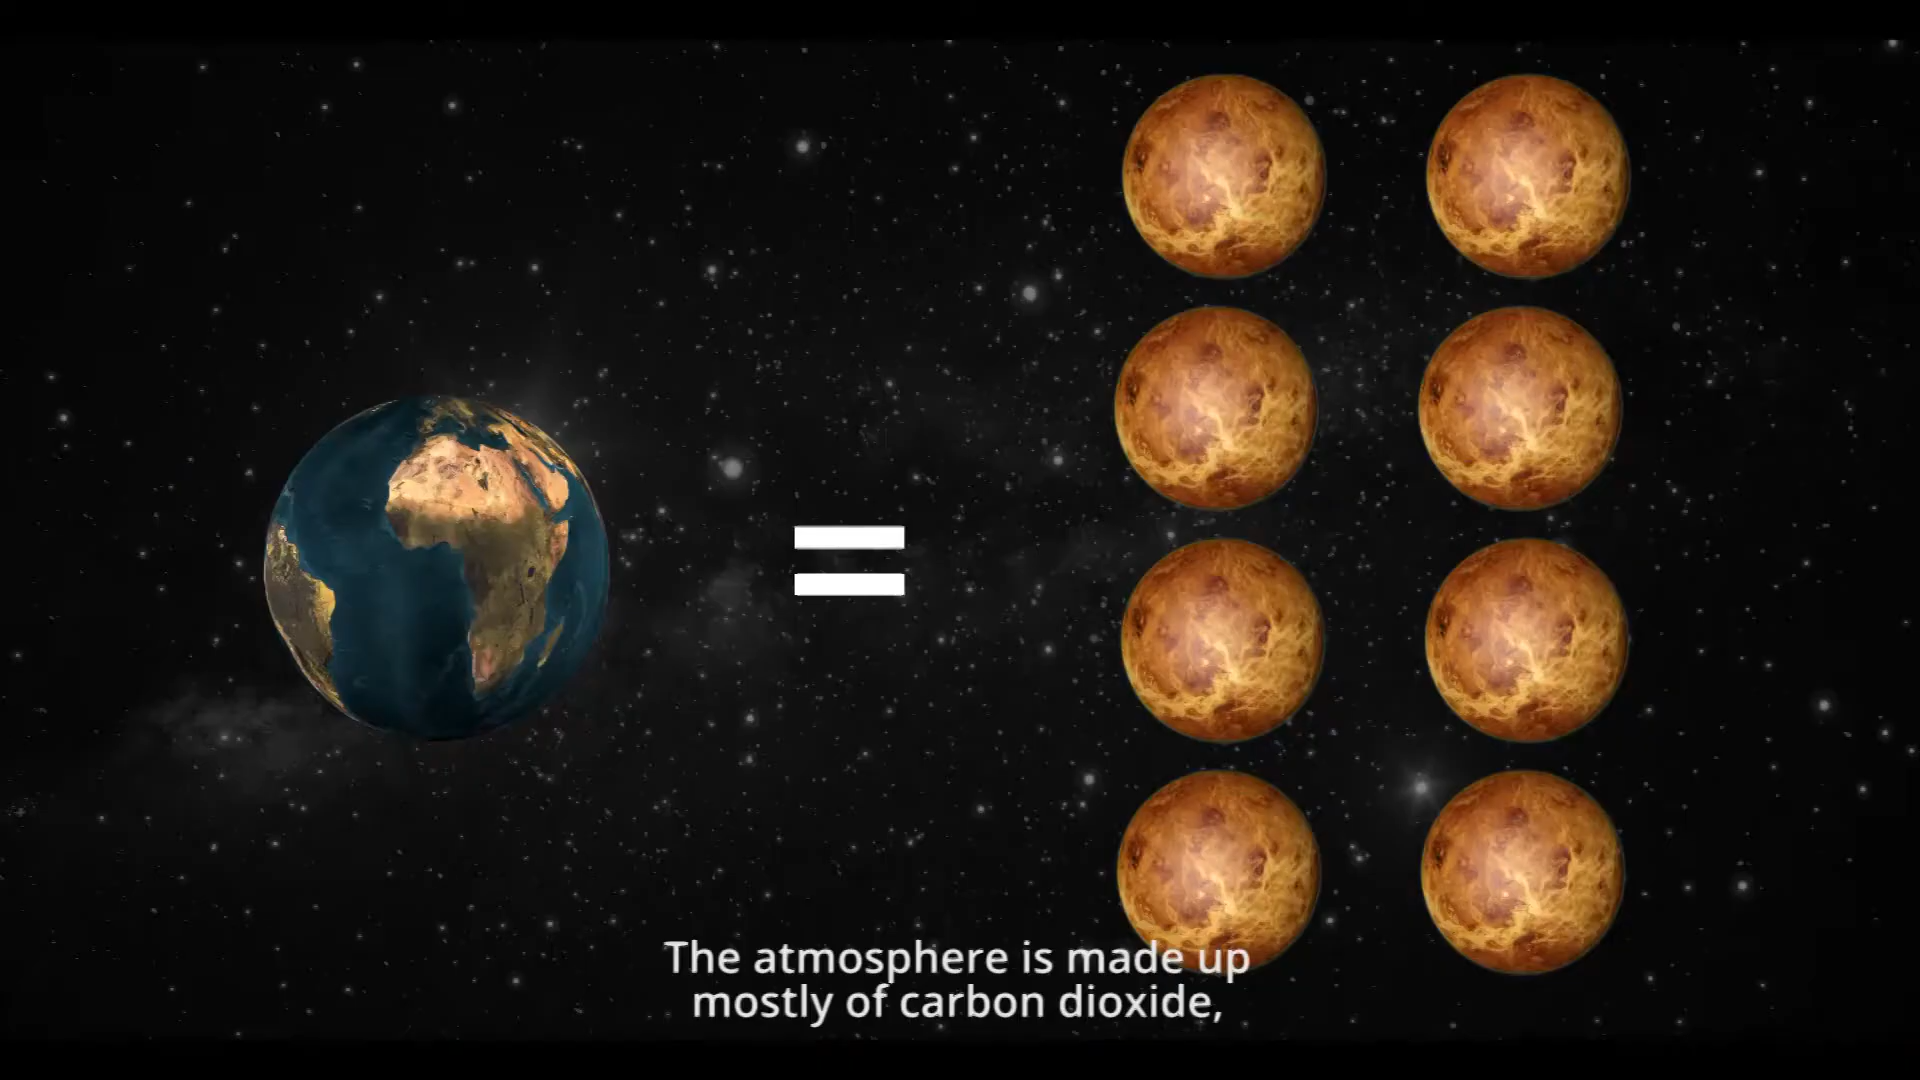 The atmosphere is made up
mostly of carbon dioxide,